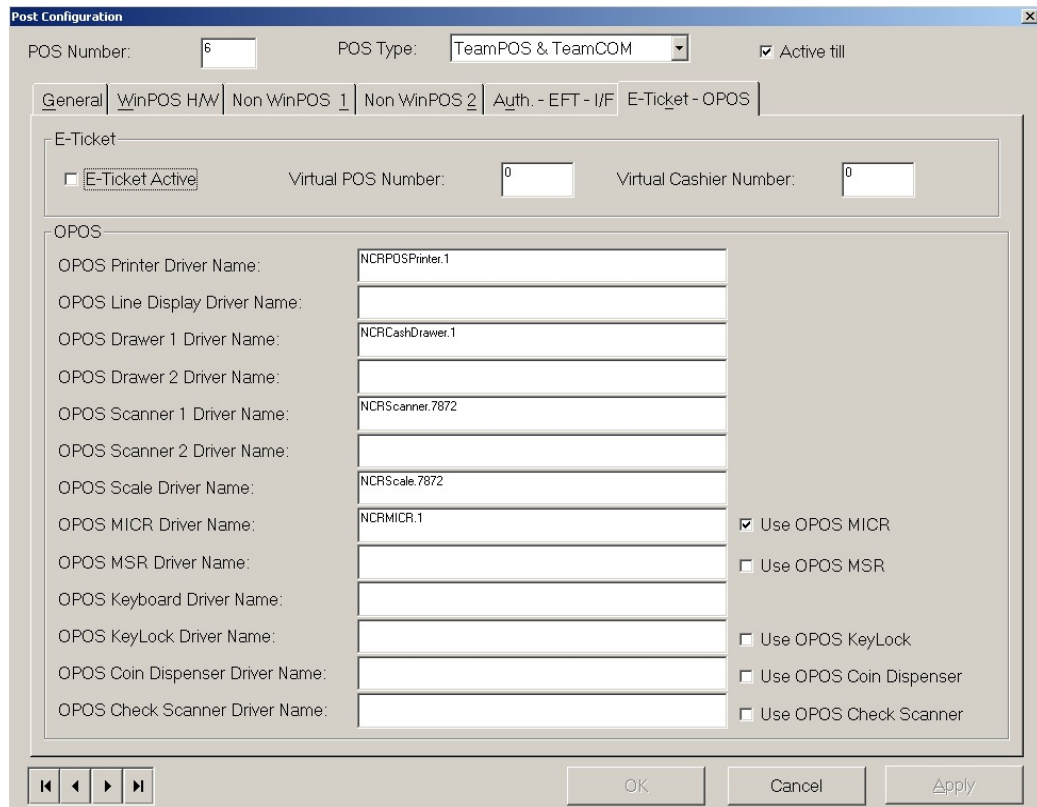 Post Configuration
POS Number: 6 POS Type: TeamPOS & TeamCOM Active till
General WinPOS H/W Non WinPOS 1 Non WinPOS 2 Auth. - EFT - I/F E-Ticket - OPOS
E-Ticket
E-Ticket Active Virtual POS Number: 0 Virtual Cashier Number: 0
OPOS
OPOS Printer Driver Name: NCRPOSPrinter.1
OPOS Line Display Driver Name:
OPOS Drawer 1 Driver Name: NCRCashDrawer.1
OPOS Drawer 2 Driver Name:
OPOS Scanner 1 Driver Name: NCRScanner.7872
OPOS Scanner 2 Driver Name:
OPOS Scale Driver Name: NCRScale.7872
OPOS MICR Driver Name: NCRMICR.1 Use OPOS MICR
OPOS MSR Driver Name: Use OPOS MSR
OPOS Keyboard Driver Name:
OPOS KeyLock Driver Name: Use OPOS KeyLock
OPOS Coin Dispenser Driver Name: Use OPOS Coin Dispenser
OPOS Check Scanner Driver Name: Use OPOS Check Scanner
OK Cancel Apply